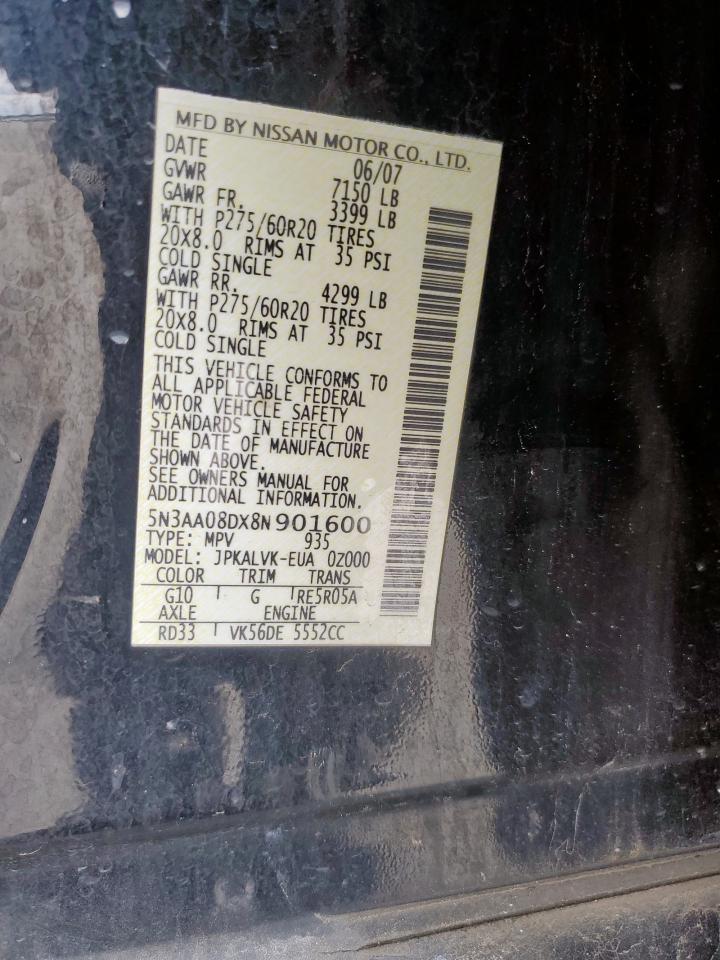 MFD BY NISSAN MOTOR CO., LTD.
DATE 06/07
GVWR 7150 LB
GAWR FR. 3399 LB
WITH P275/60R20 TIRES
20X8.0 RIMS AT 35 PSI
COLD SINGLE
GAWR RR. 4299 LB
WITH P275/60R20 TIRES
20X8.0 RIMS AT 35 PSI
COLD SINGLE
THIS VEHICLE CONFORMS TO
ALL APPLICABLE FEDERAL
MOTOR VEHICLE SAFETY
STANDARDS IN EFFECT ON
THE DATE OF MANUFACTURE
SHOWN ABOVE.
SEE OWNERS MANUAL FOR
ADDITIONAL INFORMATION.
5N3AA08DX8N901600
TYPE: MPV 935
MODEL: JPKALVK-EUA 0Z000
COLOR TRIM TRANS
G10 G RE5R05A
AXLE ENGINE
RD33 VK56DE 5552CC